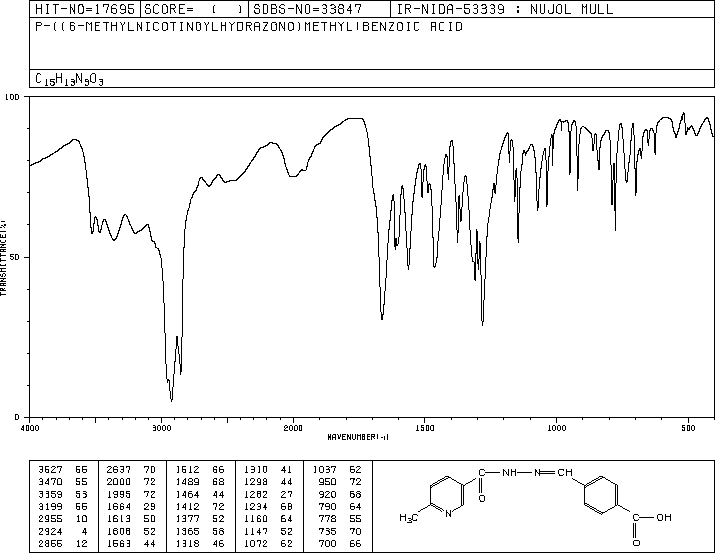 HIT-NO=17695 SCORE= ( ) SDBS-NO=33847 IR-NIDA-53339 : NUJOL MULL
P-((6-METHYLNICOTINOYLHYDRAZONO)METHYL)BENZOIC ACID
C15H13N3O3
100
TRANSMITTANCE(%)
50
0
4000 3000 2000 1500 1000 500
WAVENUMBER(-1)
3527 55 2637 70 1512 66 1310 41 1037 62
3470 55 2000 72 1489 68 1298 44 950 72
3359 53 1995 72 1464 44 1282 27 920 68
3199 55 1664 29 1412 72 1234 68 790 64
2955 10 1613 50 1377 52 1160 64 778 55
2924 4 1608 52 1365 58 1147 52 735 70
2855 12 1563 44 1318 46 1072 62 700 66
C NH N CH
O
H3C N
C OH
O